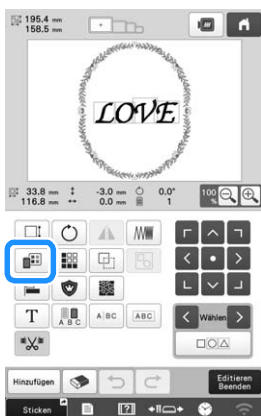 195.4 mm
158.5 mm
LOVE
33.8 mm -3.0 mm 0.0°
116.8 mm 0.0 mm 1
100 %
T A B C A B C ABC
Wählen
Hinzufügen
Editieren
Beenden
Sticken